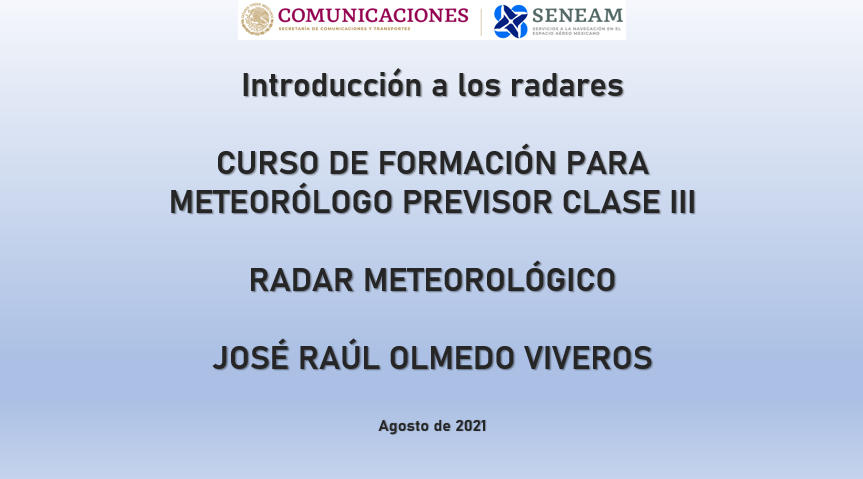 COMUNICACIONES
SECRETARÍA DE COMUNICACIONES Y TRANSPORTES
SENEAM
SERVICIOS A LA NAVEGACIÓN EN EL
ESPACIO AÉREO MEXICANO
Introducción a los radares
CURSO DE FORMACIÓN PARA
METEORÓLOGO PREVISOR CLASE III
RADAR METEOROLÓGICO
JOSÉ RAÚL OLMEDO VIVEROS
Agosto de 2021